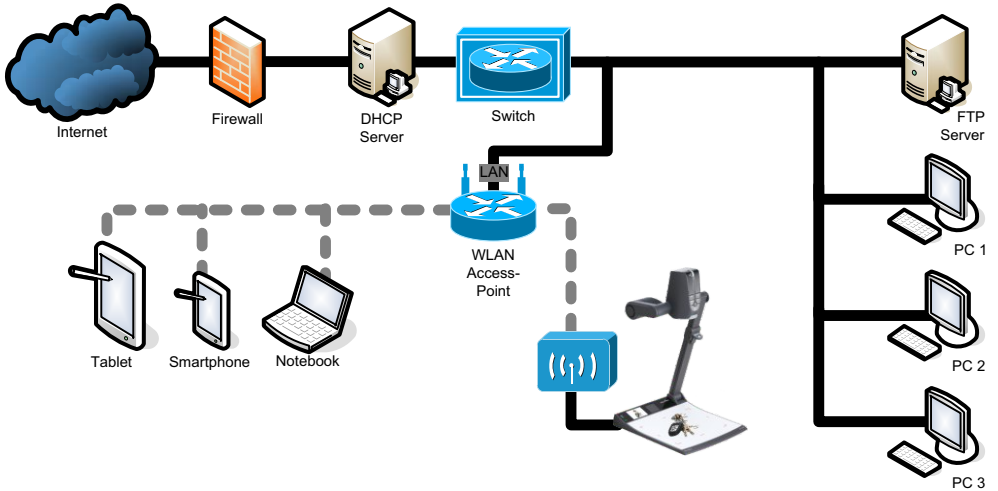 Internet
Firewall
DHCP
Server
Switch
FTP
Server
LAN
WLAN
Access-
Point
PC 1
Tablet
Smartphone
Notebook
PC 2
PC 3